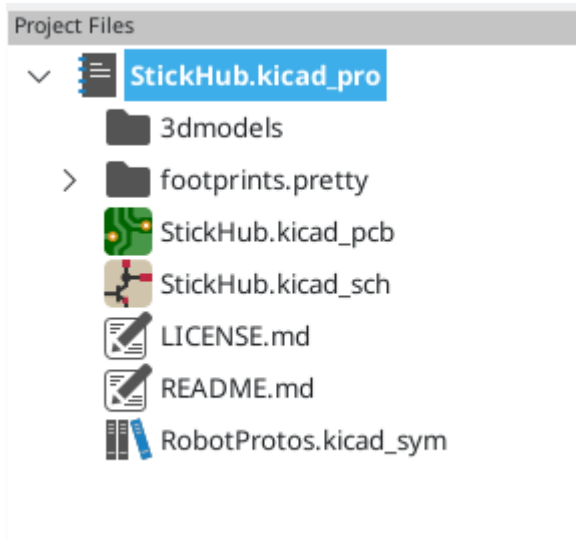 Project Files
StickHub.kicad_pro
3dmodels
footprints.pretty
StickHub.kicad_pcb
StickHub.kicad_sch
LICENSE.md
README.md
RobotProtos.kicad_sym